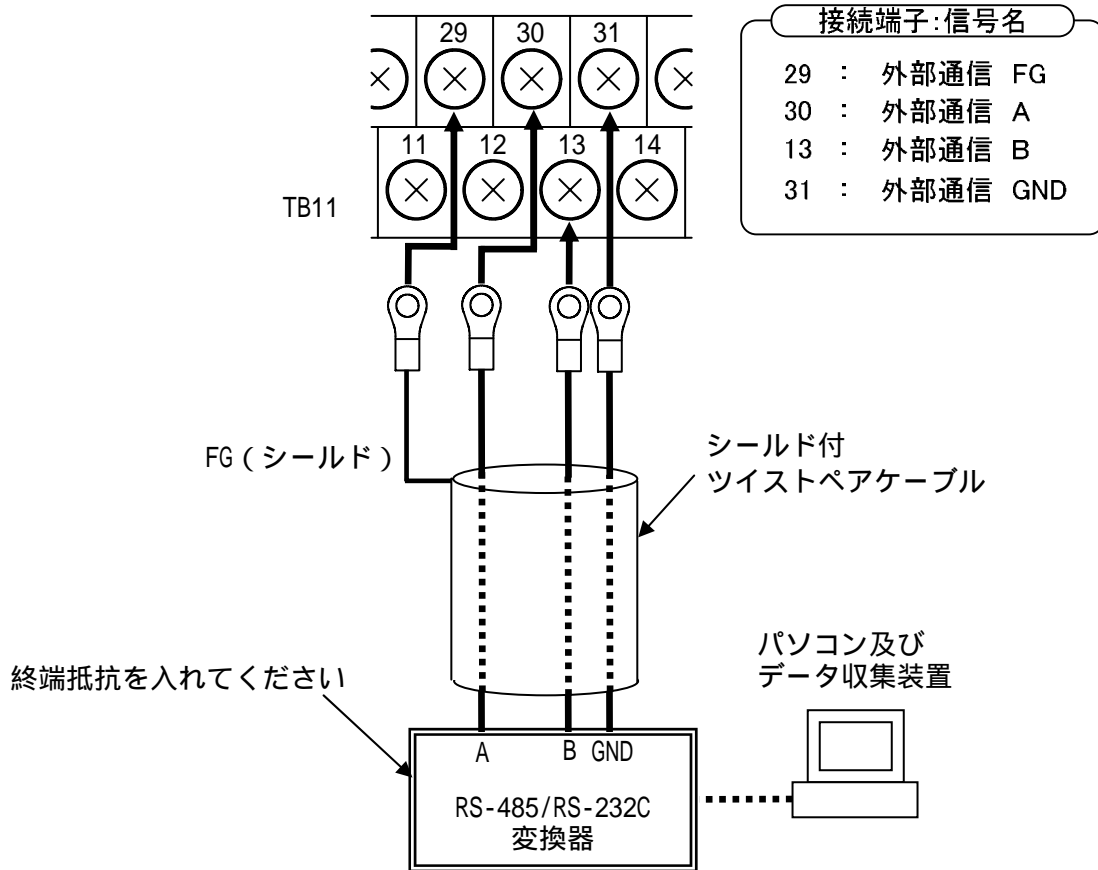 29 30 31
11 12 13 14
TB11
接続端子:信号名
29 : 外部通信 FG
30 : 外部通信 A
13 : 外部通信 B
31 : 外部通信 GND
FG(シールド)
シールド付
ツイストペアケーブル
終端抵抗を入れてください
パソコン及び
データ収集装置
A B GND
RS-485/RS-232C
変換器